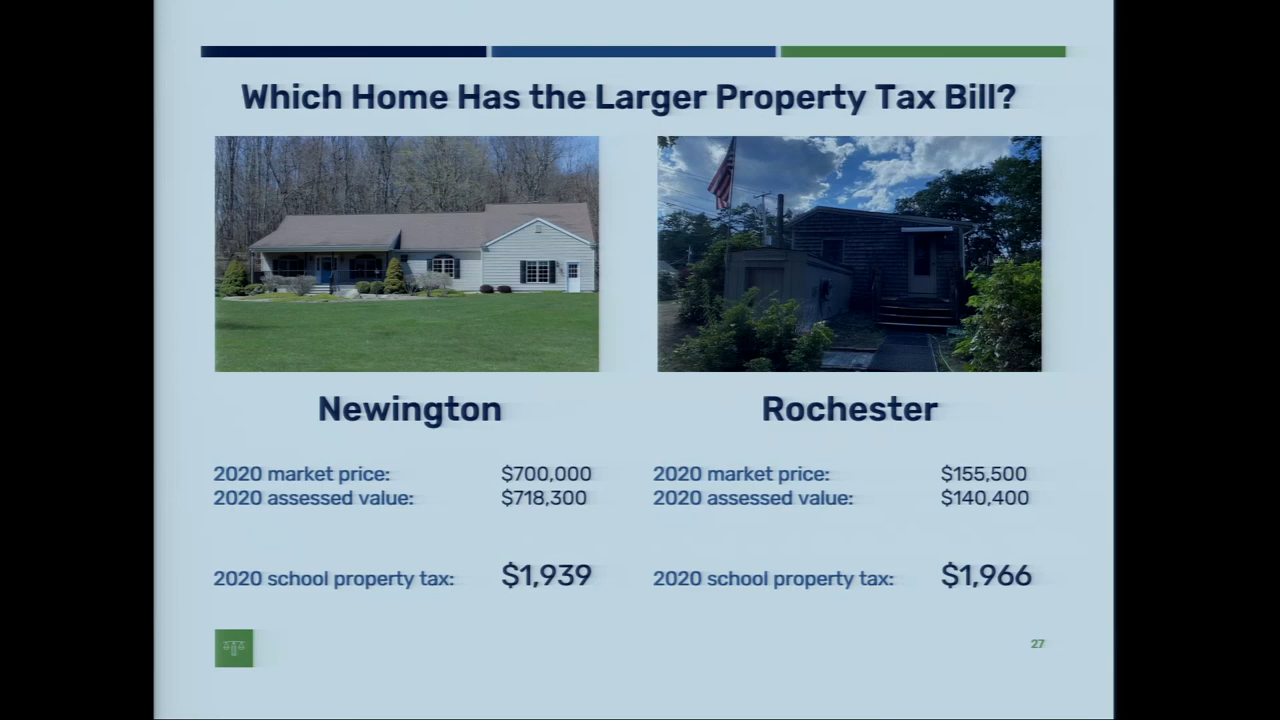 Which Home Has the Larger Property Tax Bill?
Newington
Rochester
2020 market price: $700,000
2020 assessed value: $718,300
2020 school property tax: $1,939
2020 market price: $155,500
2020 assessed value: $140,400
2020 school property tax: $1,966
27